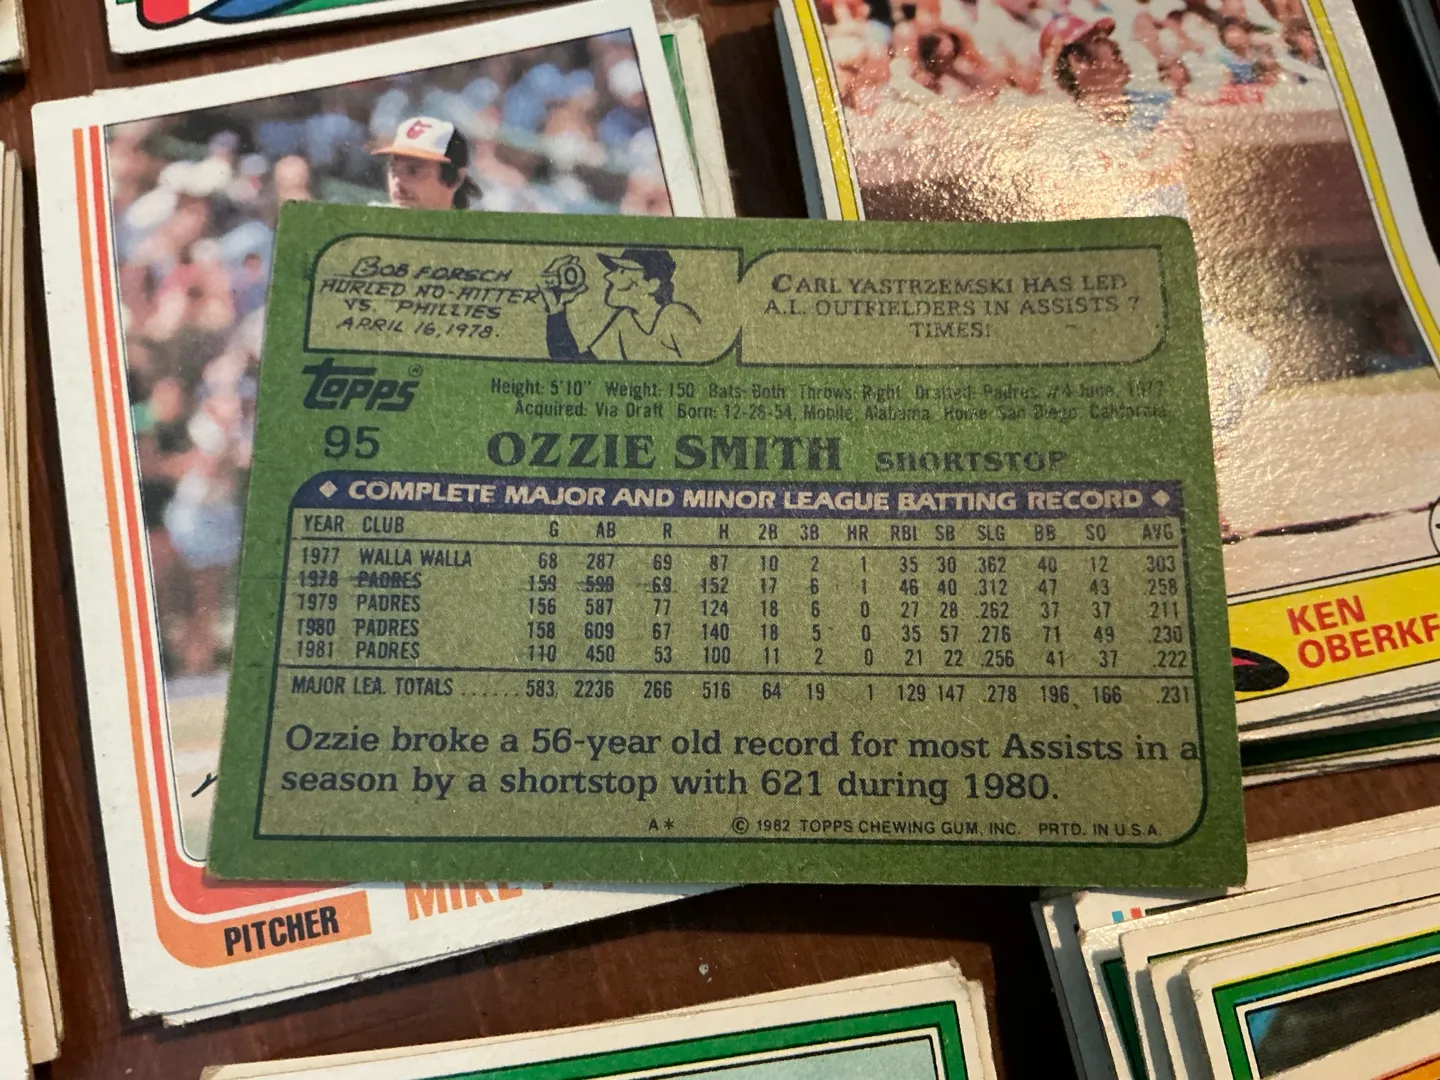 BOB FORSCH
HURLED NO-HITTER
VS. PHILLIES
APRIL 16, 1978.
CARL YASTRZEMSKI HAS LED
A.L. OUTFIELDERS IN ASSISTS 7
TIMES!
TOPPS®
Height: 5'10" Weight: 150 Bats: Both Throws: Right Drafted: Padres #4-June, 1977
Acquired: Via Draft Born: 12-26-54, Mobile, Alabama Home: San Diego, California
95 OZZIE SMITH SHORTSTOP
COMPLETE MAJOR AND MINOR LEAGUE BATTING RECORD
YEAR CLUB G AB R H 2B 3B HR RBI SB SLG BB SO AVG
1977 WALLA WALLA 68 287 69 87 10 2 1 35 30 .362 40 12 .303
1978 PADRES 159 590 69 152 17 6 1 46 40 .312 47 43 .258
1979 PADRES 156 587 77 124 18 6 0 27 28 .262 37 37 .211
1980 PADRES 158 609 67 140 18 5 0 35 57 .276 71 49 .230
1981 PADRES 110 450 53 100 11 2 0 21 22 .256 41 37 .222
MAJOR LEA. TOTALS ...... 583 2236 266 516 64 19 1 129 147 .278 196 166 .231
Ozzie broke a 56-year old record for most Assists in a
season by a shortstop with 621 during 1980.
A* © 1982 TOPPS CHEWING GUM, INC. PRTD. IN U.S.A.
KEN
PITCHER